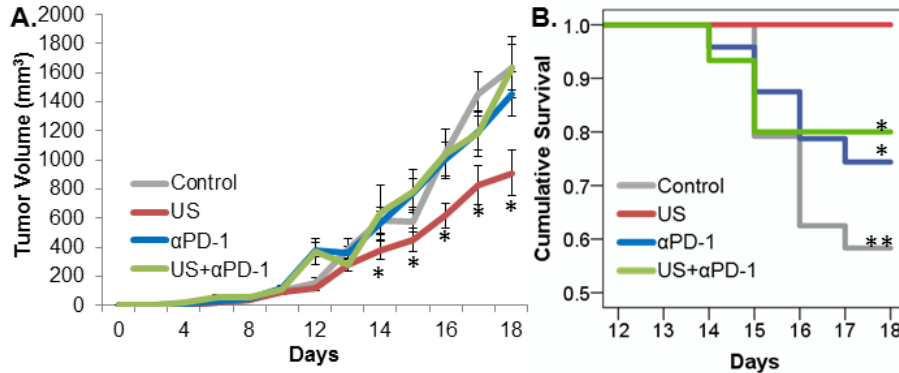 A.
Tumor Volume (mm³)
2000
1800
1600
1400
1200
1000
800
600
400
200
0
Control
US
αPD-1
US+αPD-1
* * * * *
0 4 8 12 14 16 18
Days
B.
Cumulative Survival
1.0
0.9
0.8
0.7
0.6
0.5
Control
US
αPD-1
US+αPD-1
*
*
**
12 13 14 15 16 17 18
Days